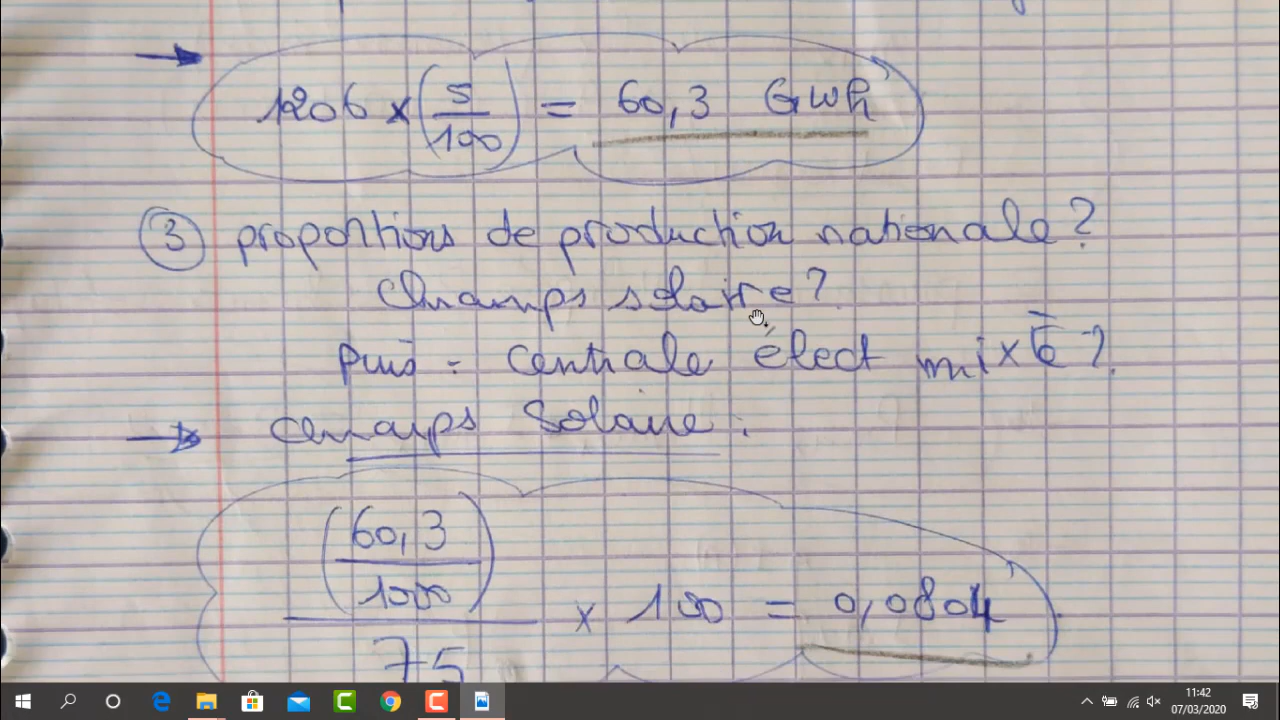 1206 × (5/100) = 60,3 GWh
③ proportions de production nationale?
Champs solaire?
puis = Centrale élect mixte?
Champs Solaire :
(60,3/1000)/75 × 100 = 0,0804
11:42
07/03/2020